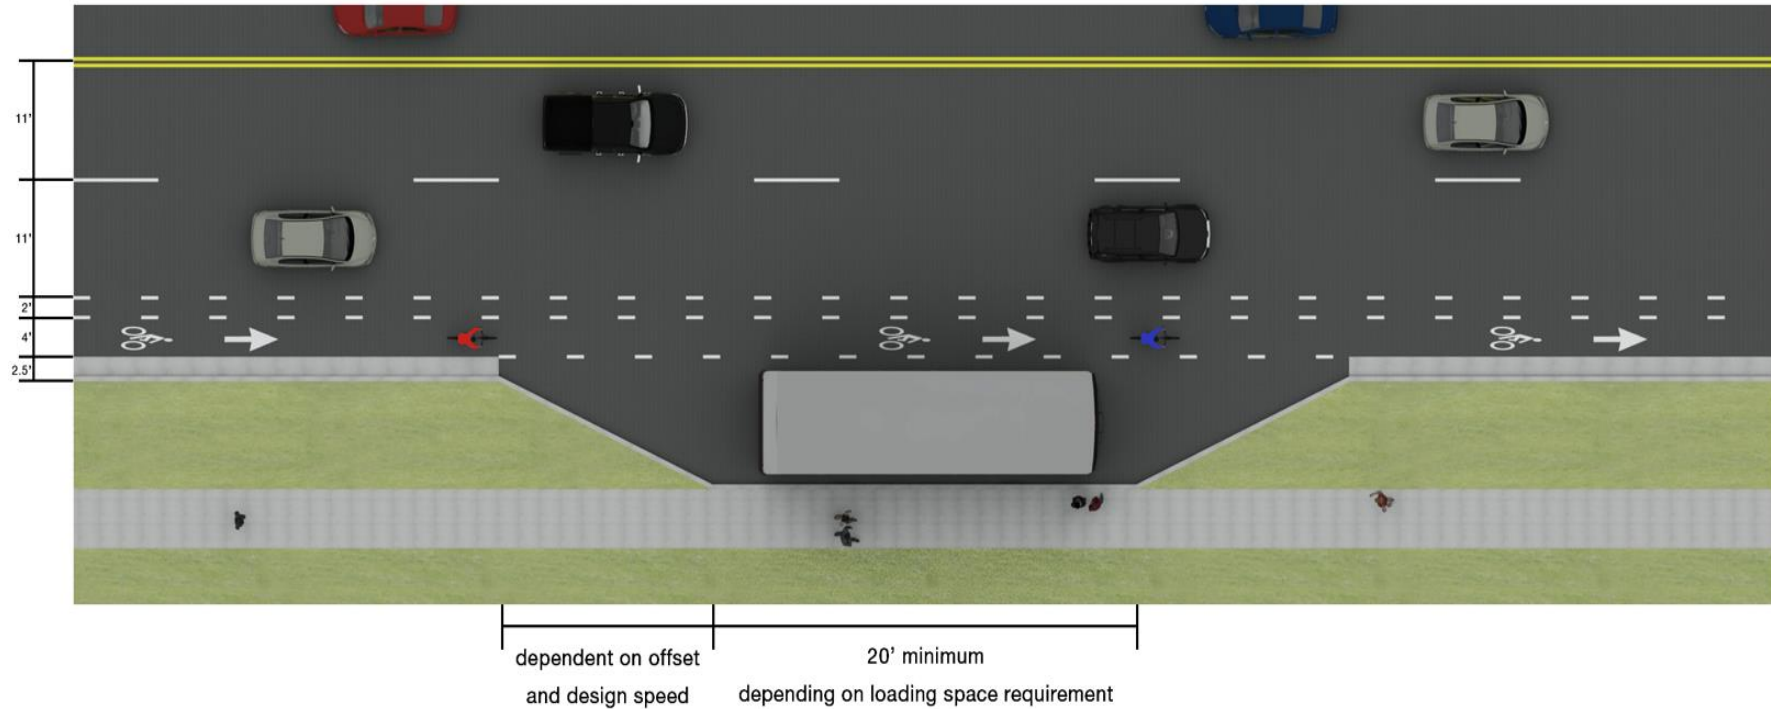 11'
11'
2'
4'
2.5'
dependent on offset
and design speed
20' minimum
depending on loading space requirement